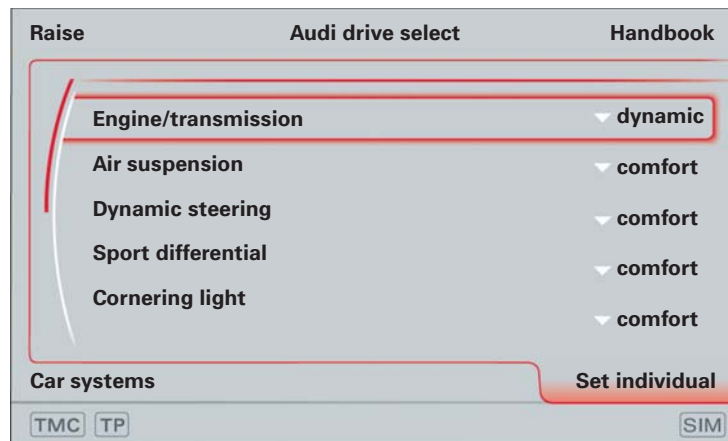 Raise Audi drive select Handbook
Engine/transmission dynamic
Air suspension comfort
Dynamic steering comfort
Sport differential comfort
Cornering light comfort
Car systems Set individual
TMC TP SIM